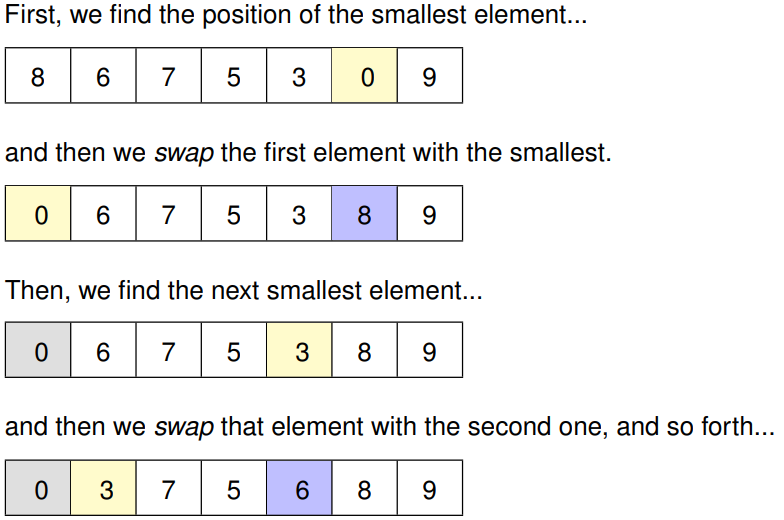 First, we find the position of the smallest element...
8 6 7 5 3 0 9
and then we swap the first element with the smallest.
0 6 7 5 3 8 9
Then, we find the next smallest element...
0 6 7 5 3 8 9
and then we swap that element with the second one, and so forth...
0 3 7 5 6 8 9